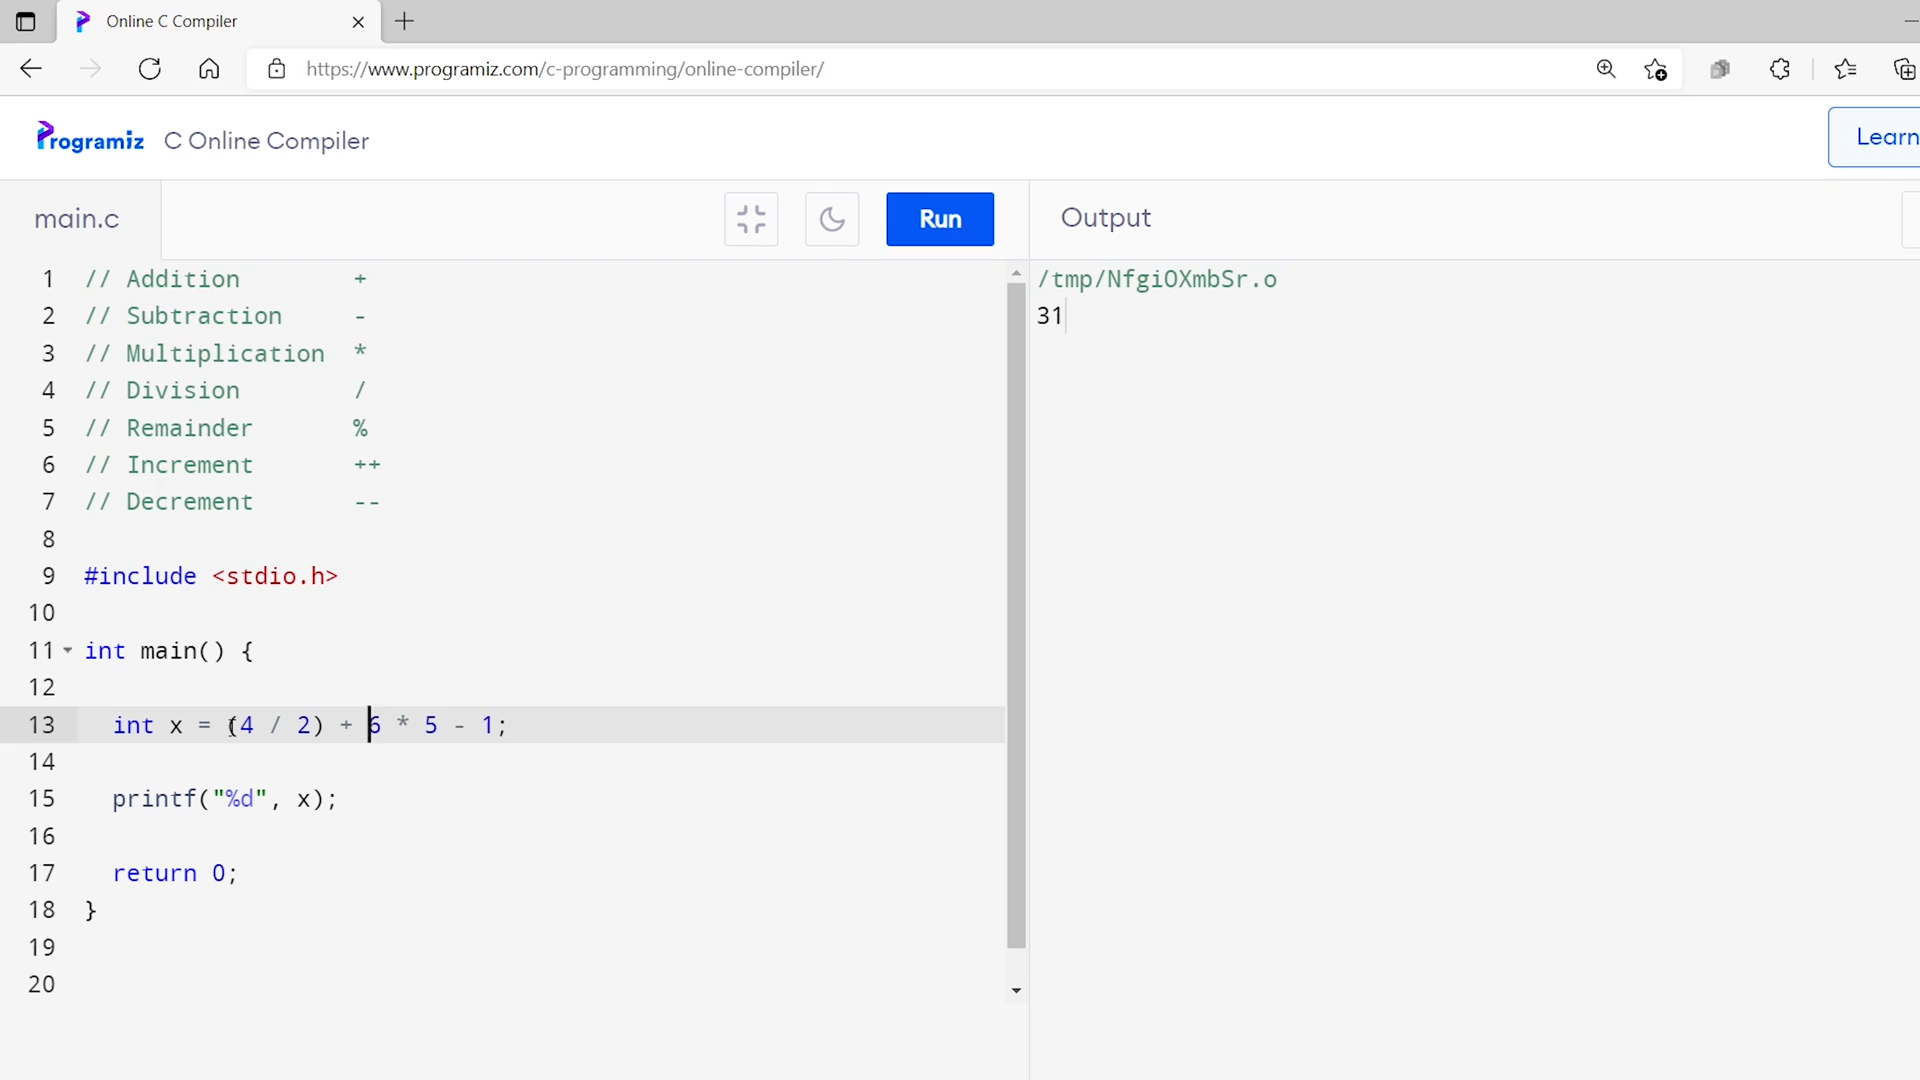 Online C Compiler
https://www.programiz.com/c-programming/online-compiler/
Programiz C Online Compiler
Learn
main.c
Run
Output
1 // Addition +
2 // Subtraction -
3 // Multiplication *
4 // Division /
5 // Remainder %
6 // Increment ++
7 // Decrement --
8
9 #include <stdio.h>
10
11 int main() {
12
13 int x = (4 / 2) + 6 * 5 - 1;
14
15 printf("%d", x);
16
17 return 0;
18 }
19
20
/tmp/NfgiOXmbSr.o
31